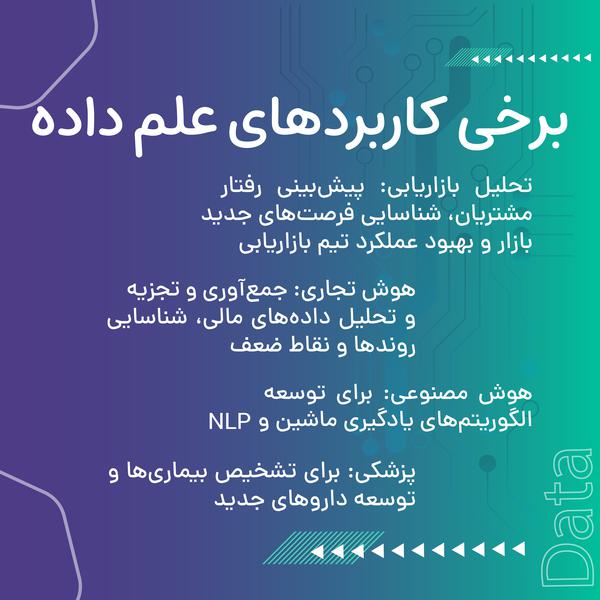 برخی کاربردهای علم داده
تحلیل بازاریابی: پیش‌بینی رفتار
مشتریان، شناسایی فرصت‌های جدید
بازار و بهبود عملکرد تیم بازاریابی
هوش تجاری: جمع‌آوری و تجزیه
و تحلیل داده‌های مالی، شناسایی
روندها و نقاط ضعف
هوش مصنوعی: برای توسعه
الگوریتم‌های یادگیری ماشین و NLP
پزشکی: برای تشخیص بیماری‌ها و
توسعه داروهای جدید
Data